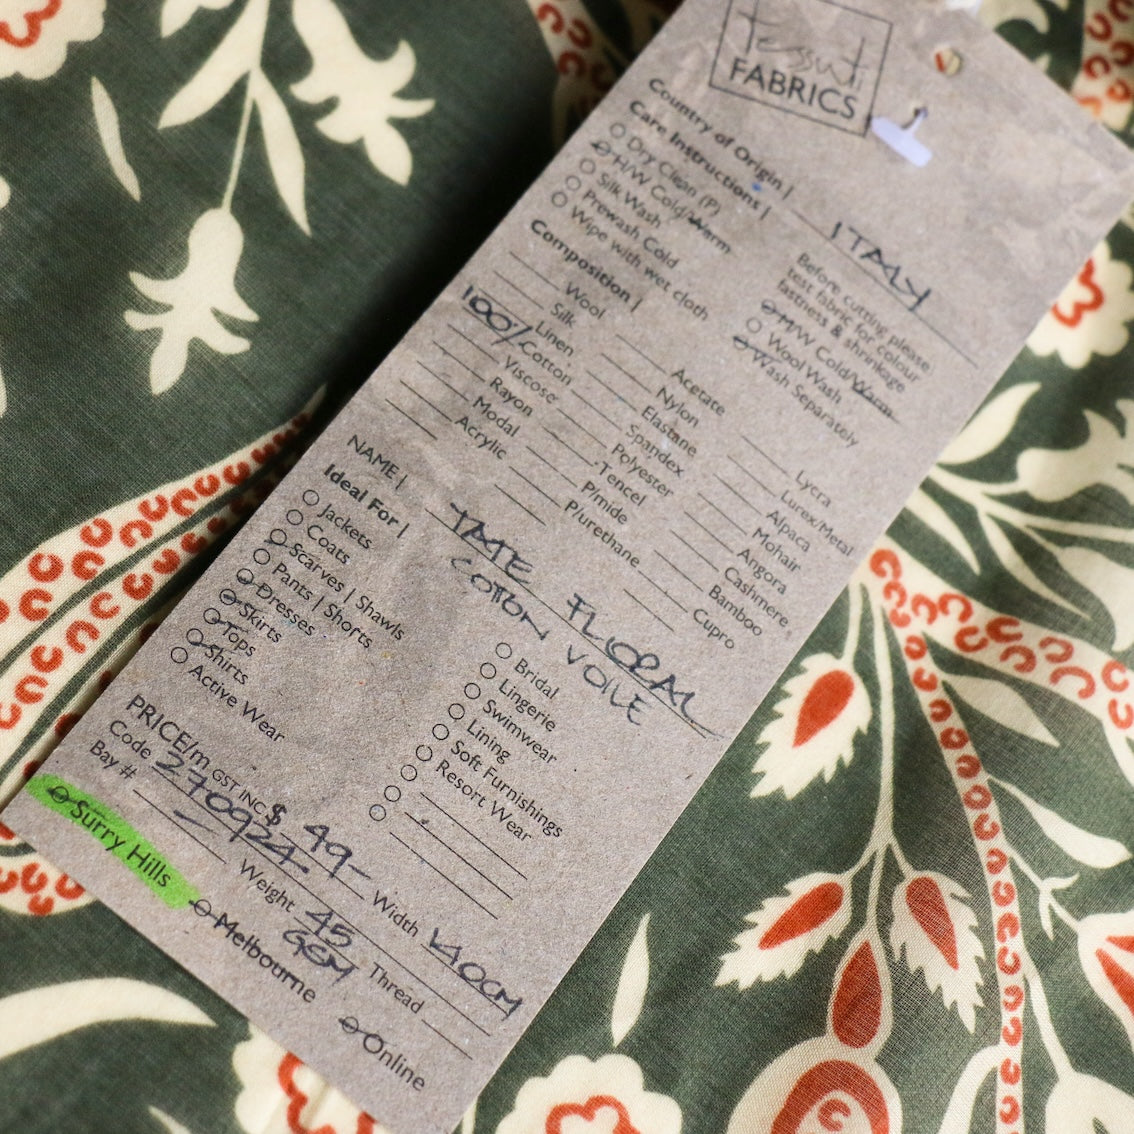 Tessuti
FABRICS
Country of Origin | ITALY
Care Instructions |
Dry Clean (P)
H/W Cold/Warm
Silk Wash
Prewash Cold
Wipe with wet cloth
Before cutting please
test fabric for colour
fastness & shrinkage
M/W Cold/Warm
Wool Wash
Wash Separately
Composition |
Wool
Silk
Linen
100% Cotton
Viscose
Rayon
Modal
Acrylic
Acetate
Nylon
Elastane
Spandex
Polyester
Tencel
P/mide
P/urethane
Lycra
Lurex/Metal
Alpaca
Mohair
Angora
Cashmere
Bamboo
Cupro
NAME | TATE FLORAL
COTTON VOILE
Ideal For |
Jackets
Coats
Scarves | Shawls
Pants | Shorts
Dresses
Skirts
Tops
Shirts
Active Wear
Bridal
Lingerie
Swimwear
Lining
Soft Furnishings
Resort Wear
PRICE/m GST INC $ 49- Width 140CM
Code 270924- Weight 45 GSM Thread
Bay # -
Surry Hills
Melbourne
Online